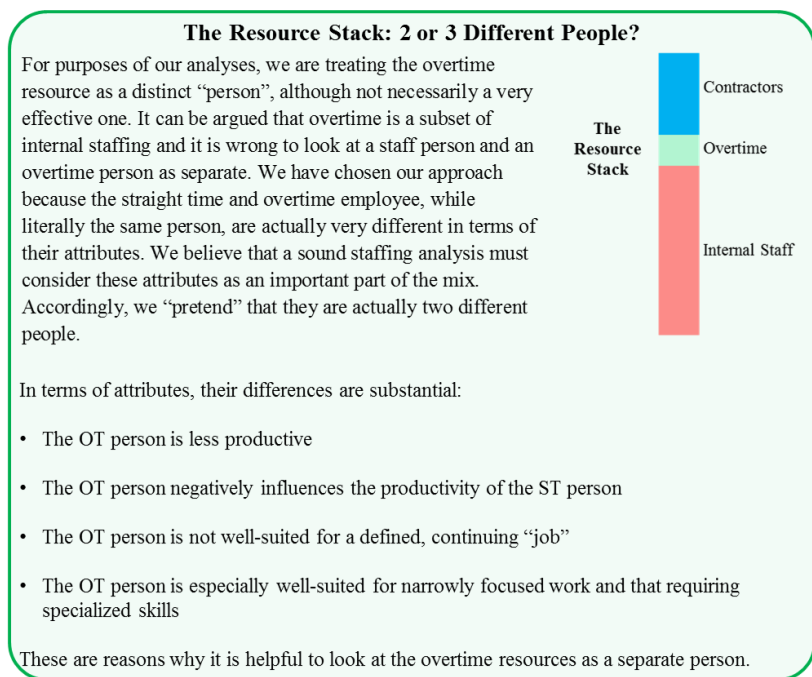 The Resource Stack: 2 or 3 Different People?
For purposes of our analyses, we are treating the overtime
resource as a distinct “person”, although not necessarily a very
effective one. It can be argued that overtime is a subset of
internal staffing and it is wrong to look at a staff person and an
overtime person as separate. We have chosen our approach
because the straight time and overtime employee, while
literally the same person, are actually very different in terms of
their attributes. We believe that a sound staffing analysis must
consider these attributes as an important part of the mix.
Accordingly, we “pretend” that they are actually two different
people.
The
Resource
Stack
Contractors
Overtime
Internal Staff
In terms of attributes, their differences are substantial:
• The OT person is less productive
• The OT person negatively influences the productivity of the ST person
• The OT person is not well-suited for a defined, continuing “job”
• The OT person is especially well-suited for narrowly focused work and that requiring
specialized skills
These are reasons why it is helpful to look at the overtime resources as a separate person.